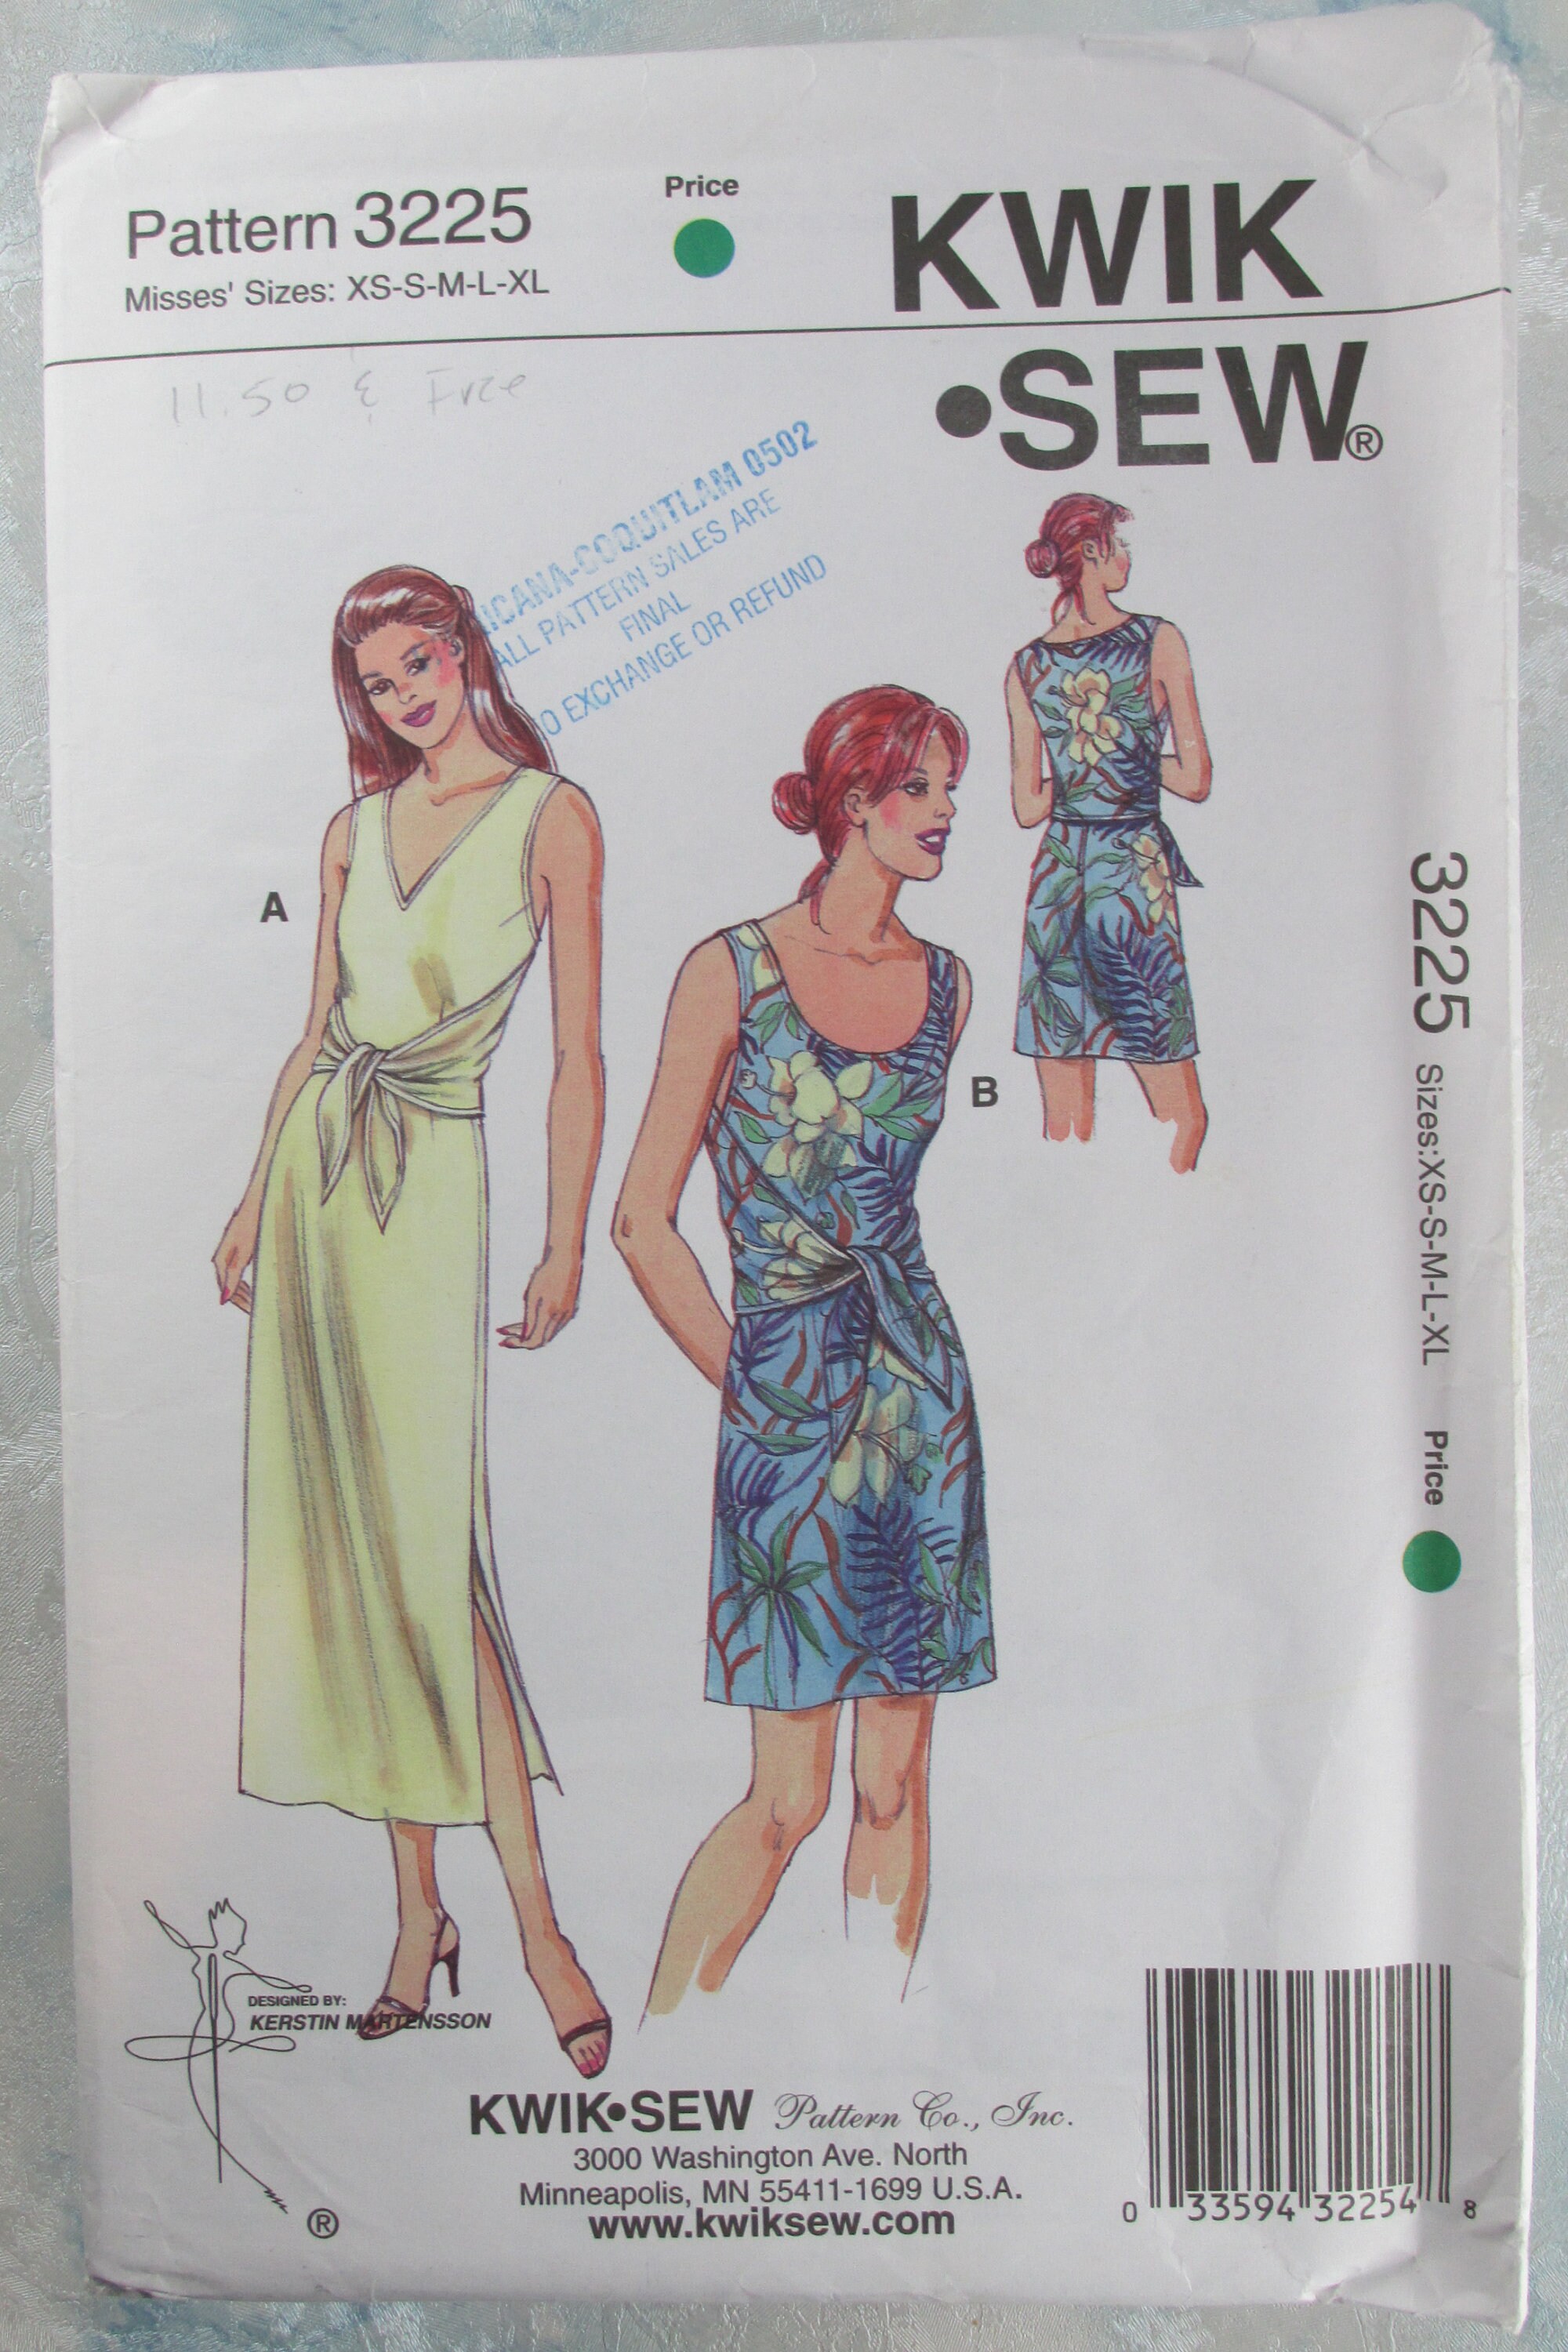 Pattern 3225
Misses' Sizes: XS-S-M-L-XL
Price
KWIK
•SEW®
11.50 & Free
ICANA-COQUITLAM 0502
ALL PATTERN SALES ARE
FINAL
O EXCHANGE OR REFUND
A
B
3225 Sizes:XS-S-M-L-XL Price
DESIGNED BY:
KERSTIN MARTENSSON
®
KWIK•SEW Pattern Co., Inc.
3000 Washington Ave. North
Minneapolis, MN 55411-1699 U.S.A.
www.kwiksew.com
0 33594 32254 8